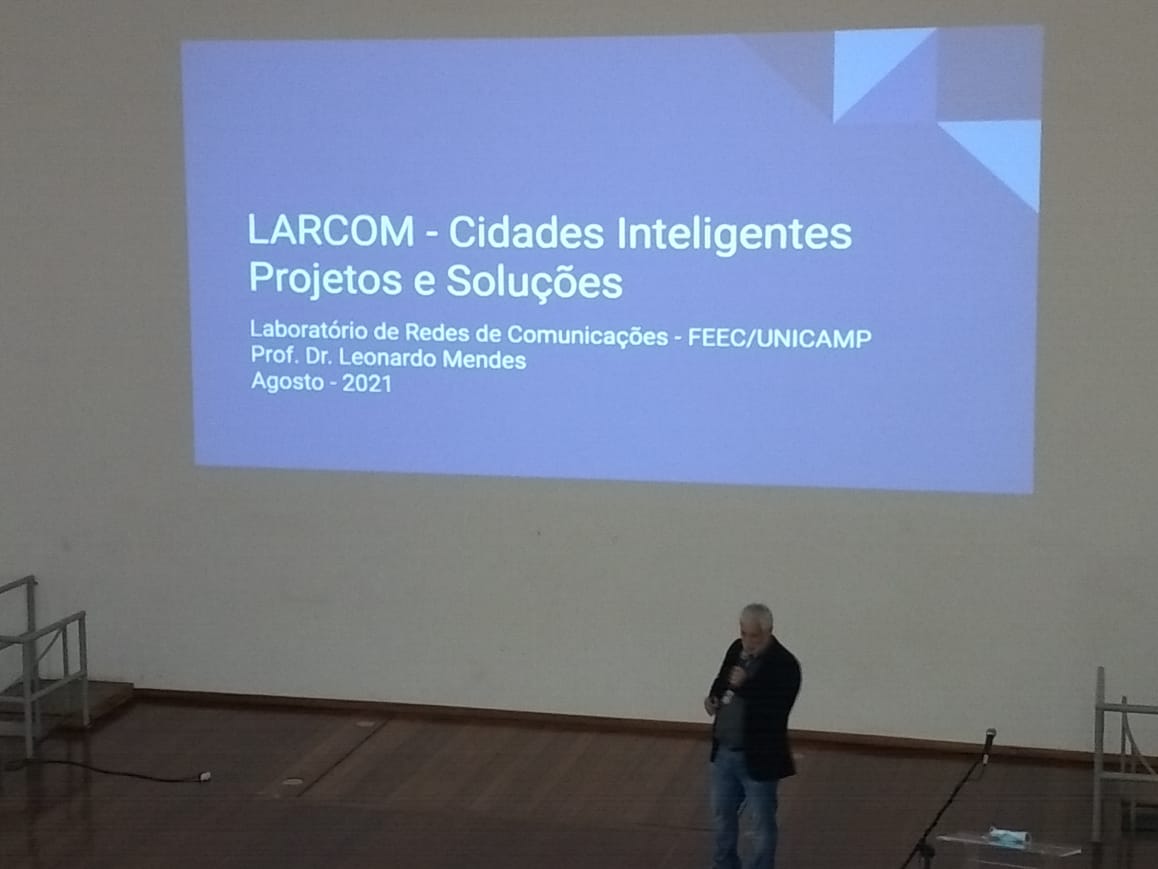 LARCOM - Cidades Inteligentes
Projetos e Soluções
Laboratório de Redes de Comunicações - FEEC/UNICAMP
Prof. Dr. Leonardo Mendes
Agosto - 2021